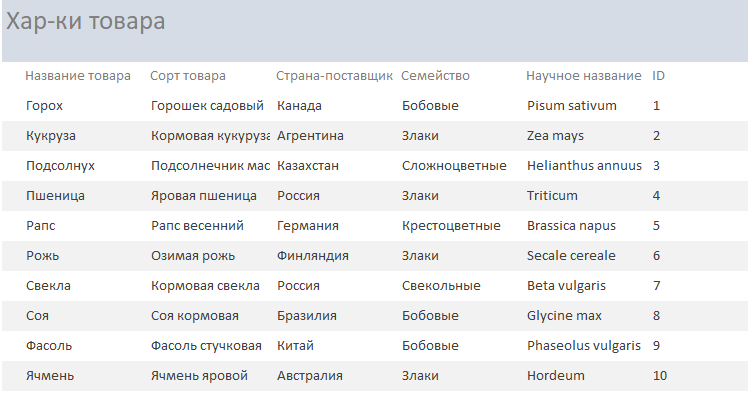 Хар-ки товара
Название товара Сорт товара Страна-поставщик Семейство Научное название ID
Горох Горошек садовый Канада Бобовые Pisum sativum 1
Кукруза Кормовая кукуруза Агрентина Злаки Zea mays 2
Подсолнух Подсолнечник мас Казахстан Сложноцветные Helianthus annuus 3
Пшеница Яровая пшеница Россия Злаки Triticum 4
Рапс Рапс весенний Германия Крестоцветные Brassica napus 5
Рожь Озимая рожь Финляндия Злаки Secale cereale 6
Свекла Кормовая свекла Россия Свекольные Beta vulgaris 7
Соя Соя кормовая Бразилия Бобовые Glycine max 8
Фасоль Фасоль стучковая Китай Бобовые Phaseolus vulgaris 9
Ячмень Ячмень яровой Австралия Злаки Hordeum 10